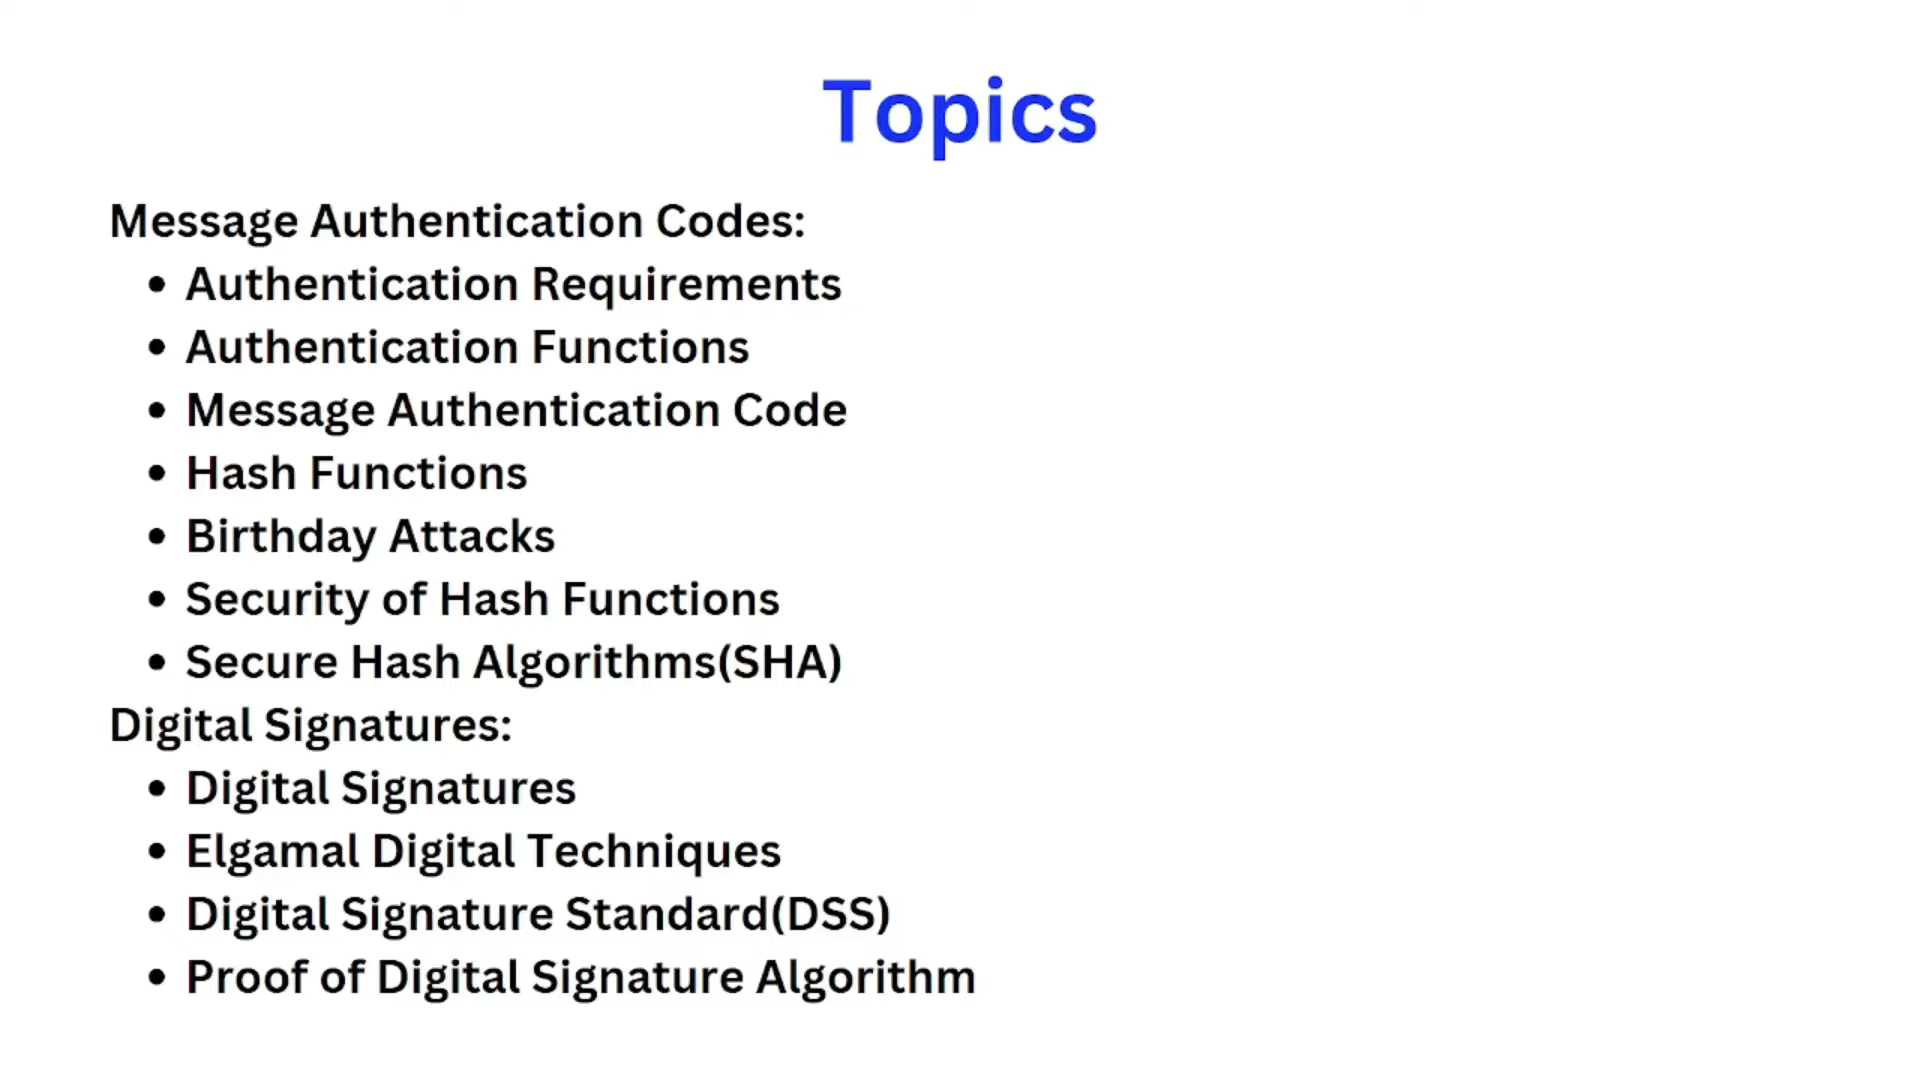 Topics
Message Authentication Codes:
• Authentication Requirements
• Authentication Functions
• Message Authentication Code
• Hash Functions
• Birthday Attacks
• Security of Hash Functions
• Secure Hash Algorithms(SHA)
Digital Signatures:
• Digital Signatures
• Elgamal Digital Techniques
• Digital Signature Standard(DSS)
• Proof of Digital Signature Algorithm